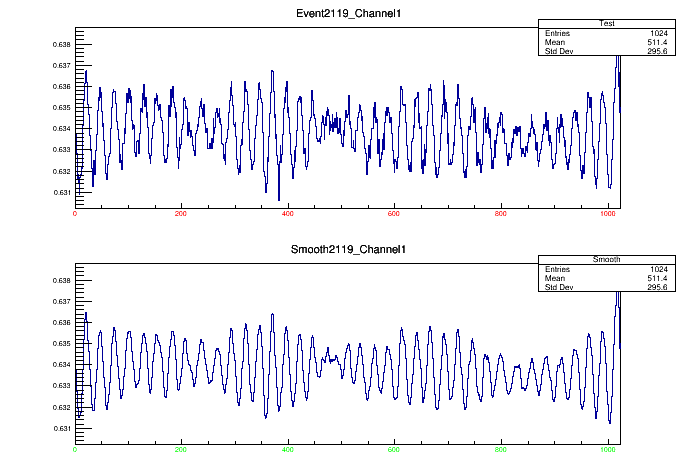 Event2119_Channel1
Test
Entries 1024
Mean 511.4
Std Dev 295.6
0.638
0.637
0.636
0.635
0.634
0.633
0.632
0.631
0 200 400 600 800 1000
Smooth2119_Channel1
Smooth
Entries 1024
Mean 511.4
Std Dev 295.6
0.638
0.637
0.636
0.635
0.634
0.633
0.632
0.631
0 200 400 600 800 1000